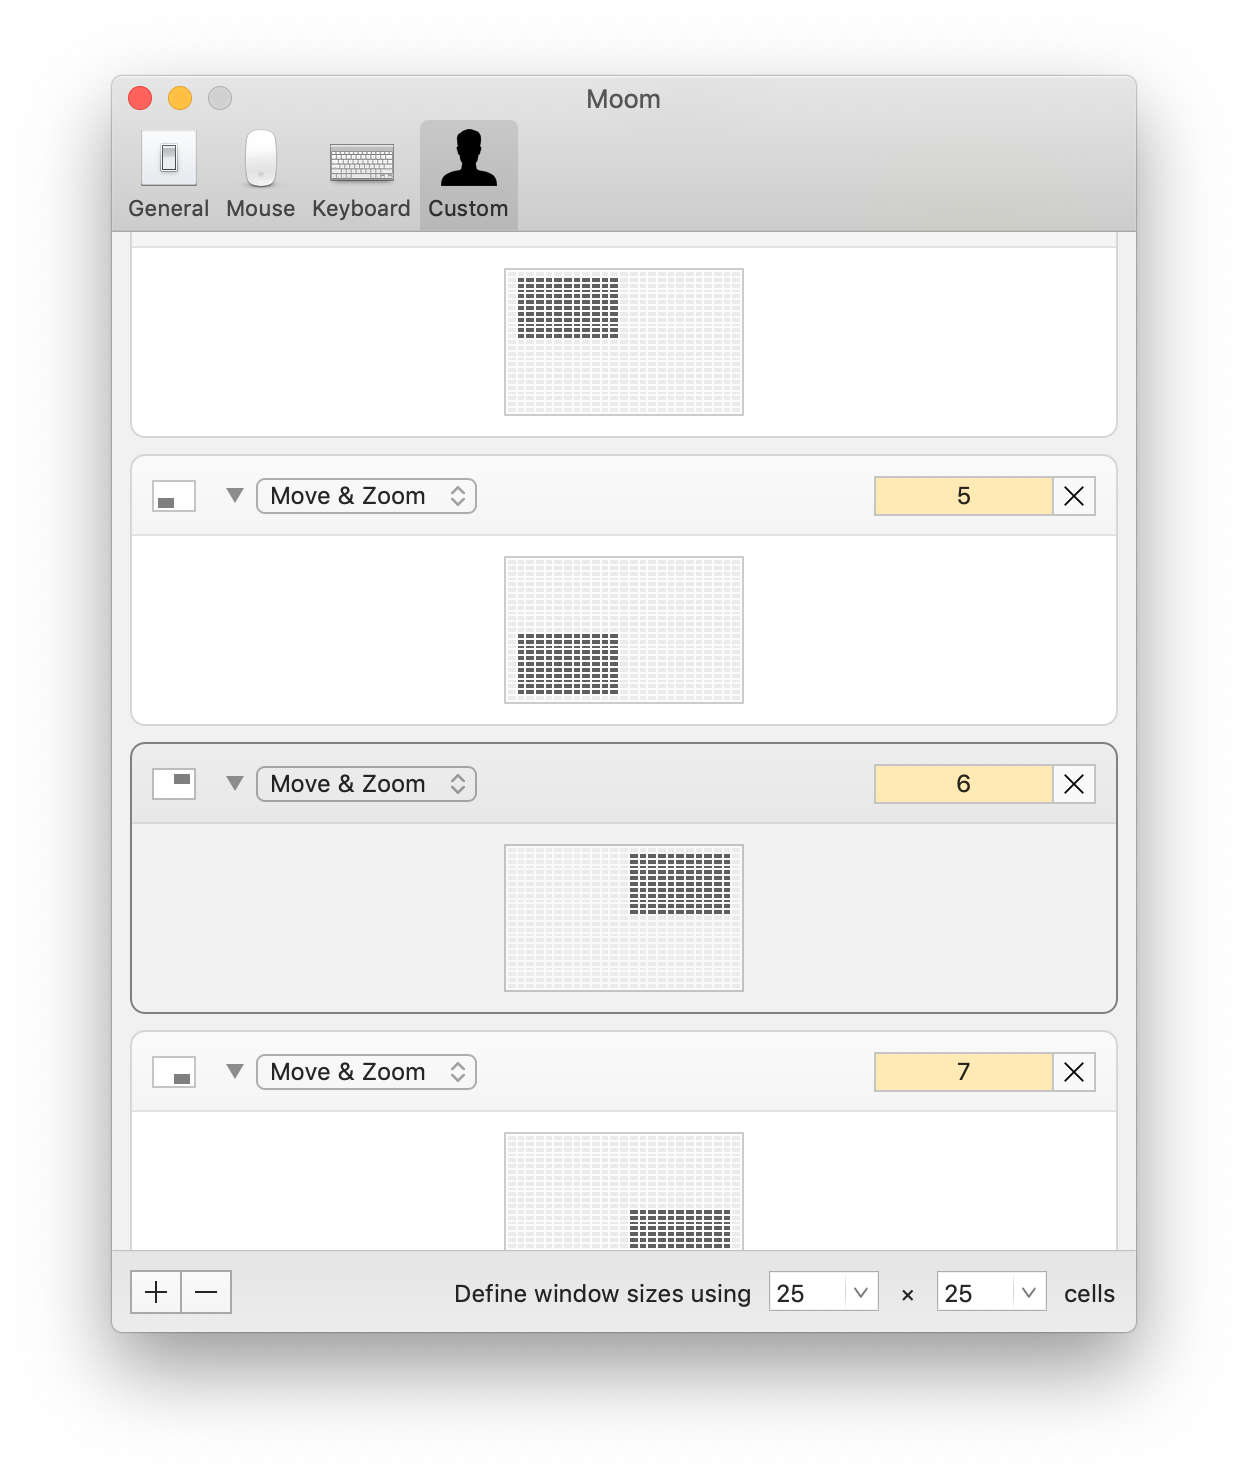 Moom
General Mouse Keyboard Custom
Move & Zoom 5
Move & Zoom 6
Move & Zoom 7
Define window sizes using 25 × 25 cells